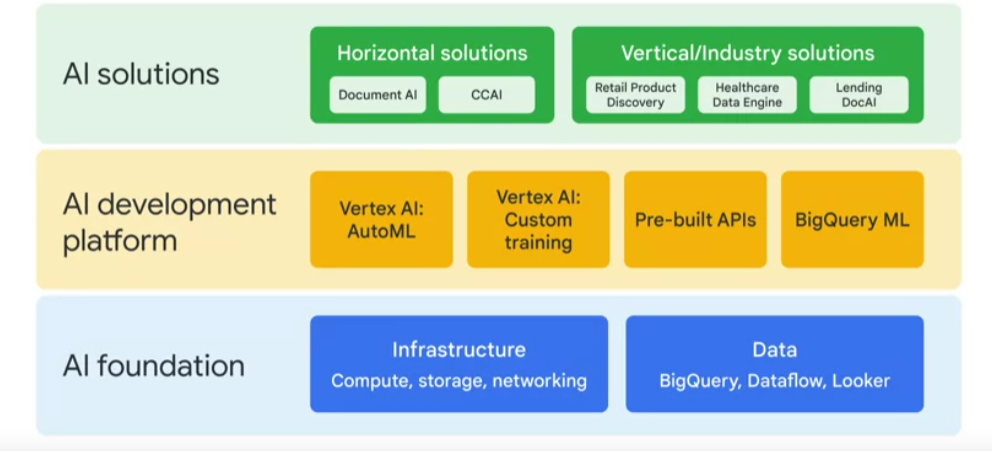 AI solutions
Horizontal solutions
Document AI
CCAI
Vertical/Industry solutions
Retail Product
Discovery
Healthcare
Data Engine
Lending
DocAI
AI development
platform
Vertex AI:
AutoML
Vertex AI:
Custom
training
Pre-built APIs
BigQuery ML
AI foundation
Infrastructure
Compute, storage, networking
Data
BigQuery, Dataflow, Looker